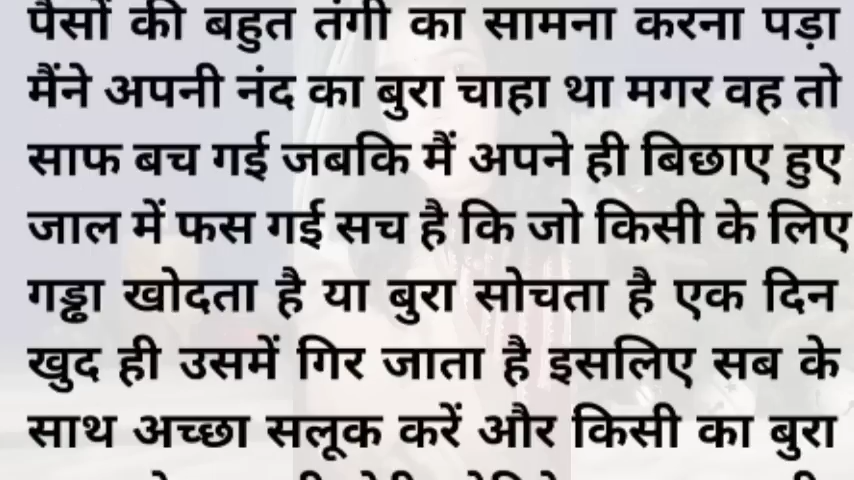 पैसों की बहुत तंगी का सामना करना पड़ा
मैंने अपनी नंद का बुरा चाहा था मगर वह तो
साफ बच गई जबकि मैं अपने ही बिछाए हुए
जाल में फस गई सच है कि जो किसी के लिए
गड्ढा खोदता है या बुरा सोचता है एक दिन
खुद ही उसमें गिर जाता है इसलिए सब के
साथ अच्छा सलूक करें और किसी का बुरा